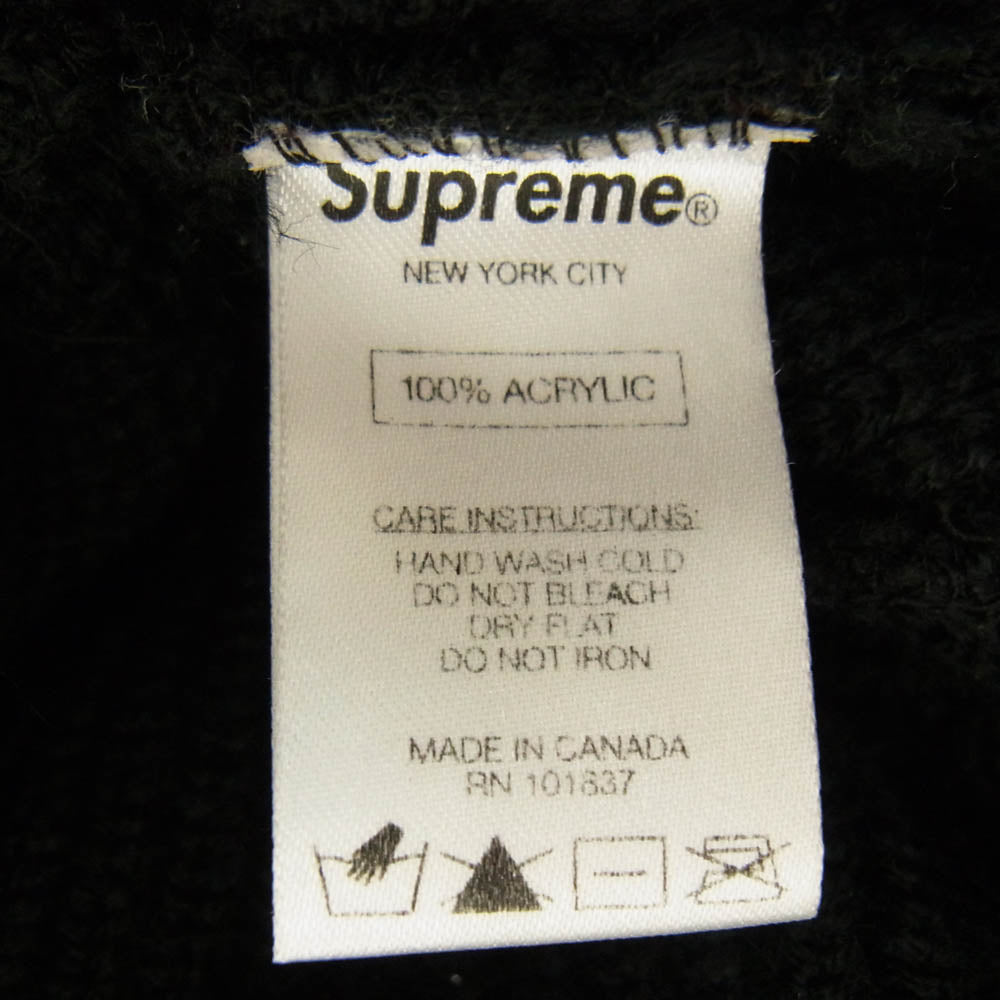 Supreme®
NEW YORK CITY
100% ACRYLIC
CARE INSTRUCTIONS:
HAND WASH COLD
DO NOT BLEACH
DRY FLAT
DO NOT IRON
MADE IN CANADA
RN 101837